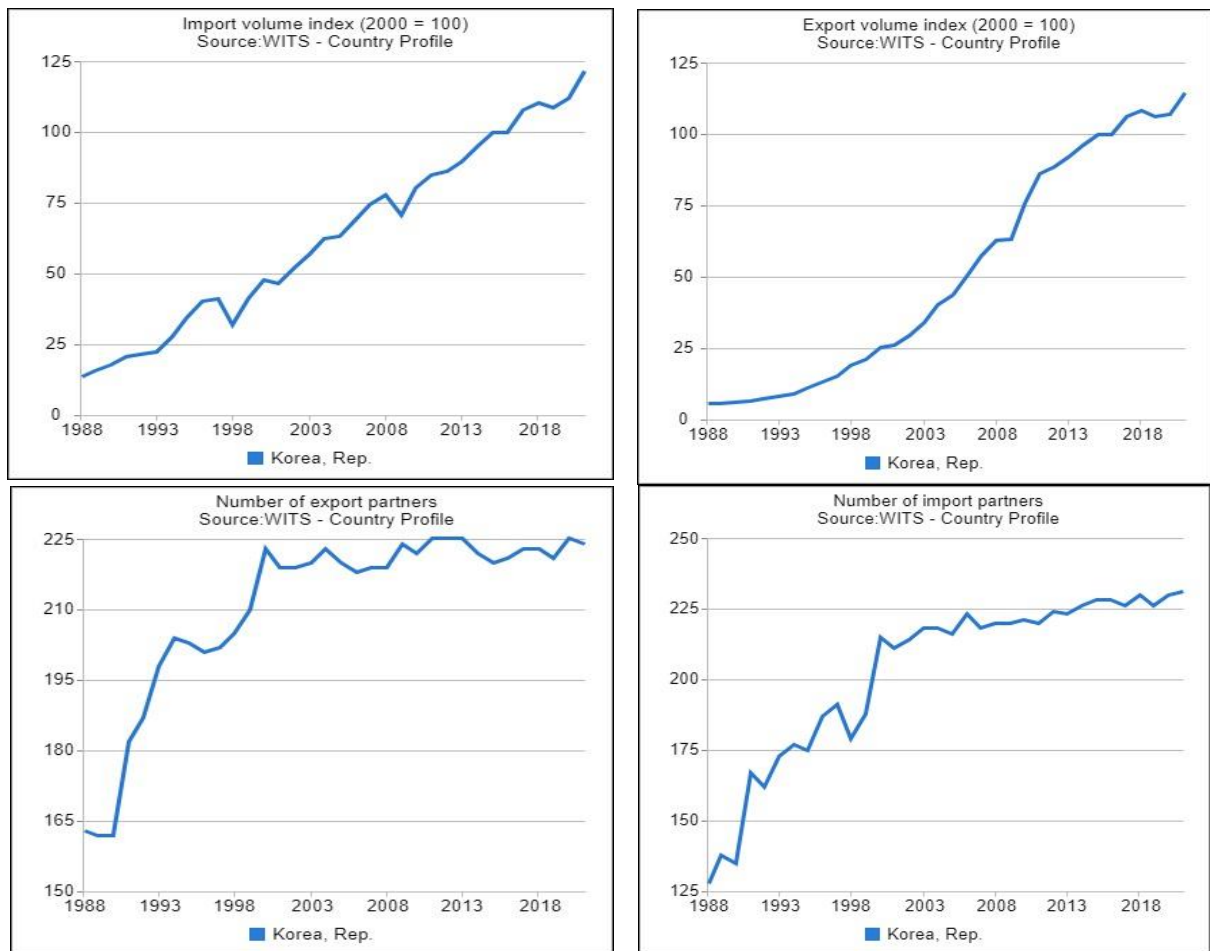 Import volume index (2000 = 100)
Source:WITS - Country Profile
125
100
75
50
25
0
1988 1993 1998 2003 2008 2013 2018
Korea, Rep.
Export volume index (2000 = 100)
Source:WITS - Country Profile
125
100
75
50
25
0
1988 1993 1998 2003 2008 2013 2018
Korea, Rep.
Number of export partners
Source:WITS - Country Profile
225
210
195
180
165
150
1988 1993 1998 2003 2008 2013 2018
Korea, Rep.
Number of import partners
Source:WITS - Country Profile
250
225
200
175
150
125
1988 1993 1998 2003 2008 2013 2018
Korea, Rep.